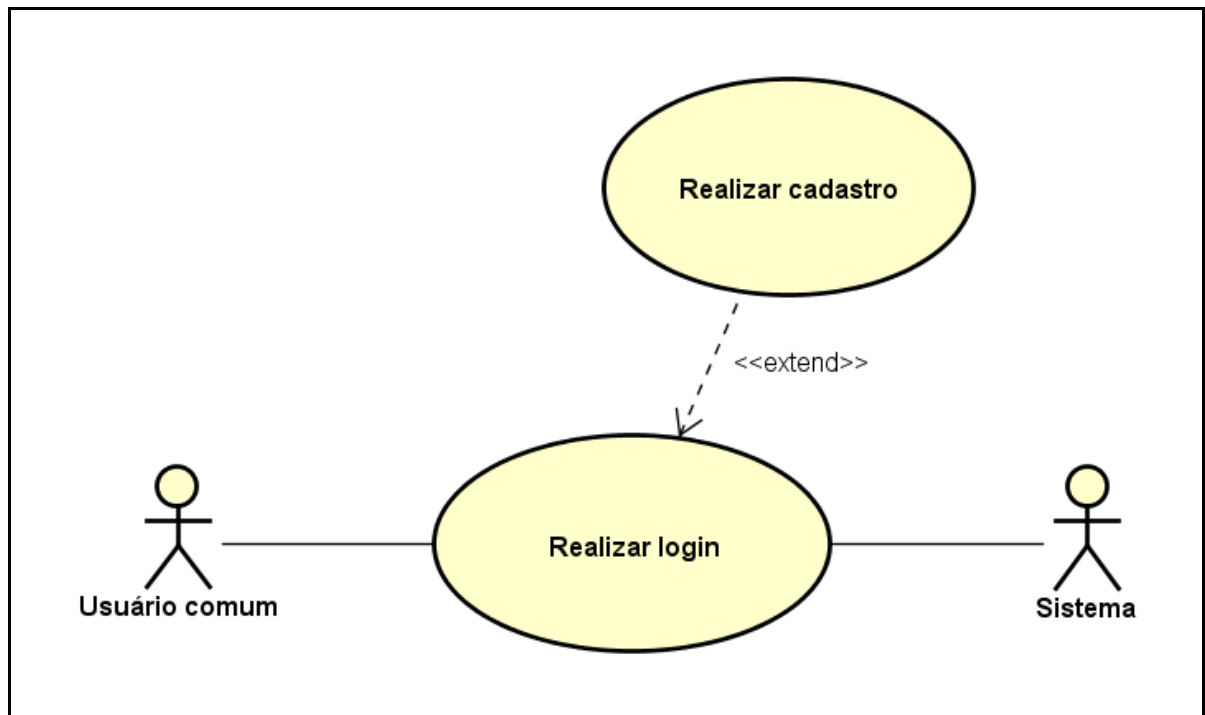 Realizar cadastro
<<extend>>
Realizar login
Usuário comum
Sistema